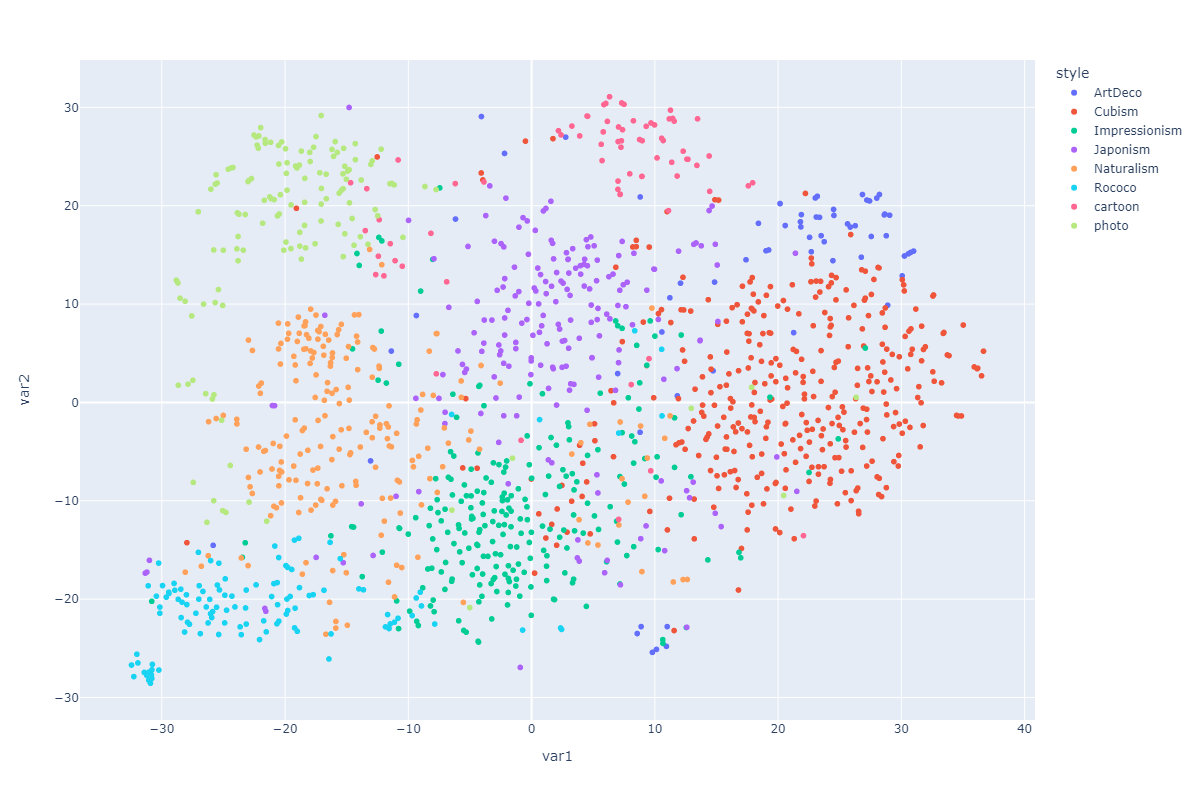 style
ArtDeco
Cubism
Impressionism
Japonism
Naturalism
Rococo
cartoon
photo
30
20
10
0
−10
−20
−30
var2
−30 −20 −10 0 10 20 30 40
var1